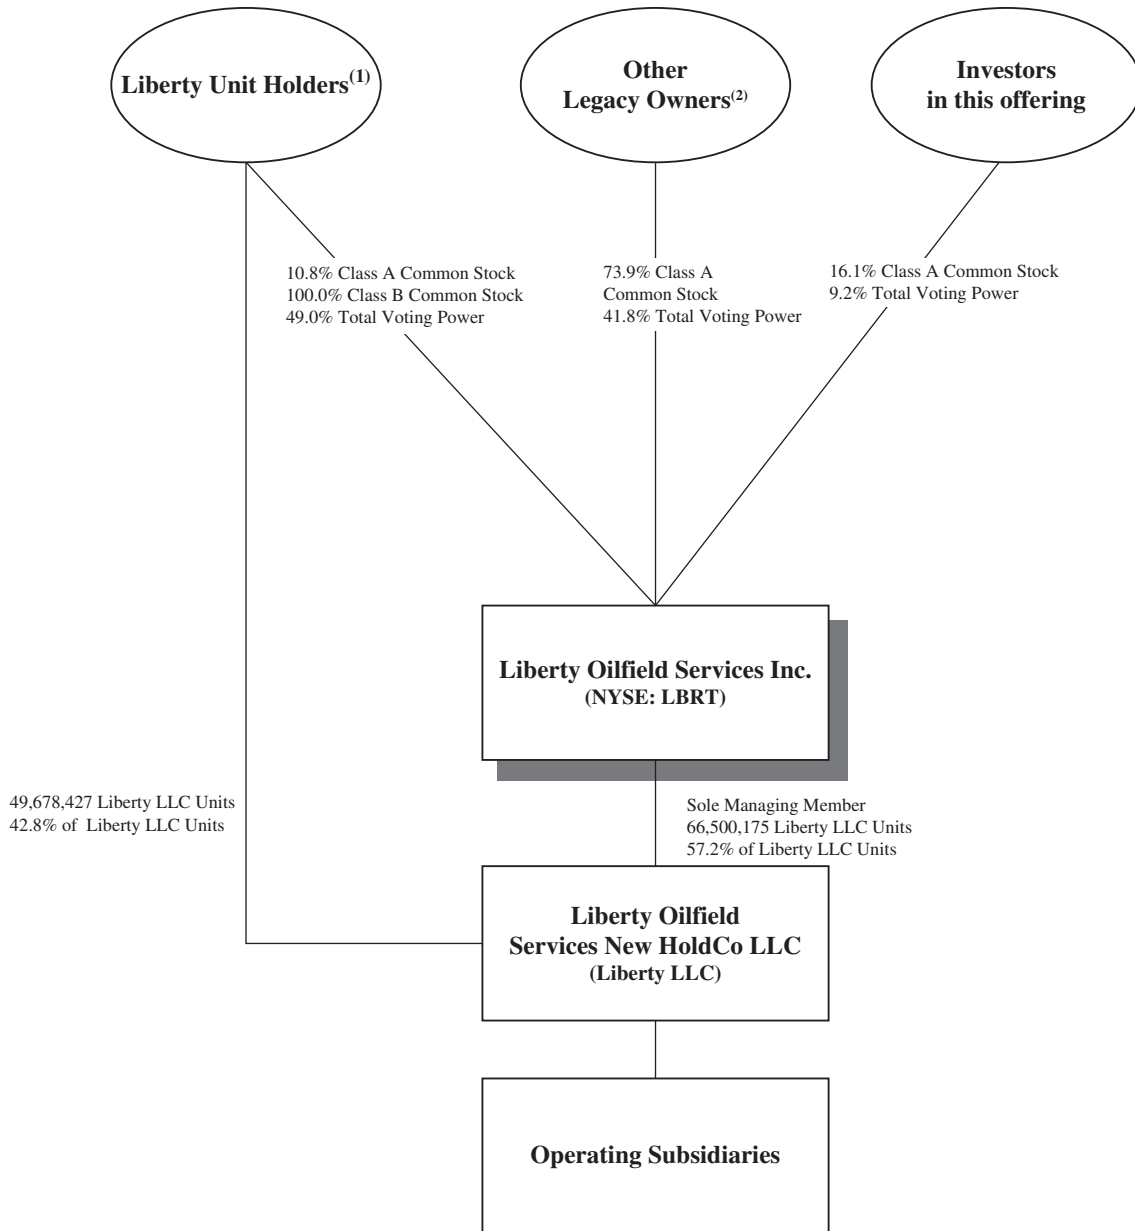 Liberty Unit Holders(1)
Other
Legacy Owners(2)
Investors
in this offering
10.8% Class A Common Stock
100.0% Class B Common Stock
49.0% Total Voting Power
73.9% Class A
Common Stock
41.8% Total Voting Power
16.1% Class A Common Stock
9.2% Total Voting Power
Liberty Oilfield Services Inc.
(NYSE: LBRT)
49,678,427 Liberty LLC Units
42.8% of Liberty LLC Units
Sole Managing Member
66,500,175 Liberty LLC Units
57.2% of Liberty LLC Units
Liberty Oilfield
Services New HoldCo LLC
(Liberty LLC)
Operating Subsidiaries